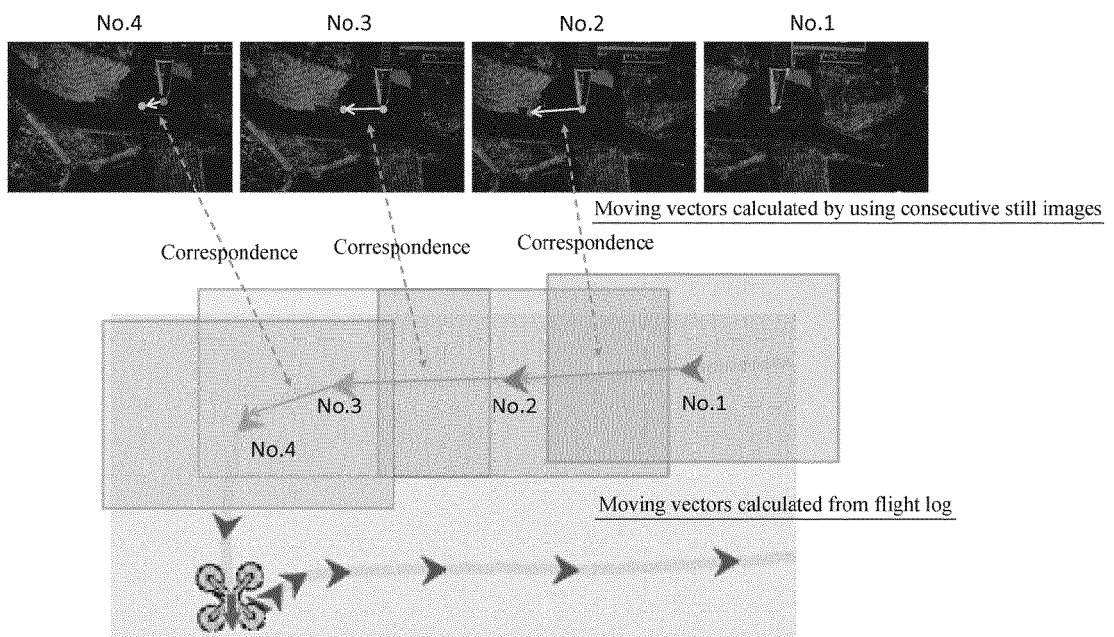 No.4
No.3
No.2
No.1
Moving vectors calculated by using consecutive still images
Correspondence
Correspondence
Correspondence
No.3
No.2
No.1
No.4
Moving vectors calculated from flight log